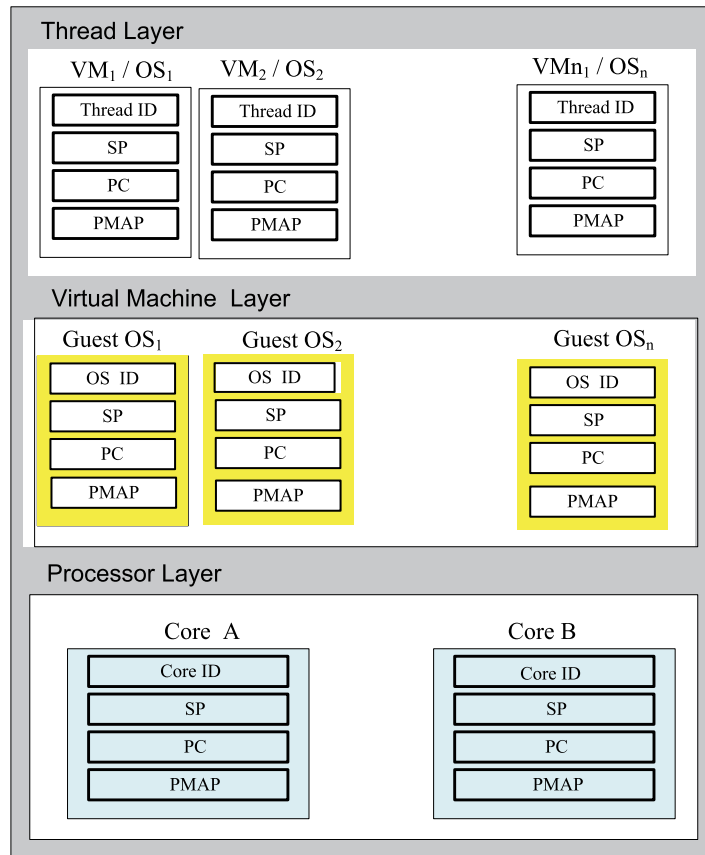 Thread Layer
VM₁ / OS₁ VM₂ / OS₂ VMn₁ / OSₙ
Thread ID Thread ID Thread ID
SP SP SP
PC PC PC
PMAP PMAP PMAP
Virtual Machine Layer
Guest OS₁ Guest OS₂ Guest OSₙ
OS ID OS ID OS ID
SP SP SP
PC PC PC
PMAP PMAP PMAP
Processor Layer
Core A Core B
Core ID Core ID
SP SP
PC PC
PMAP PMAP